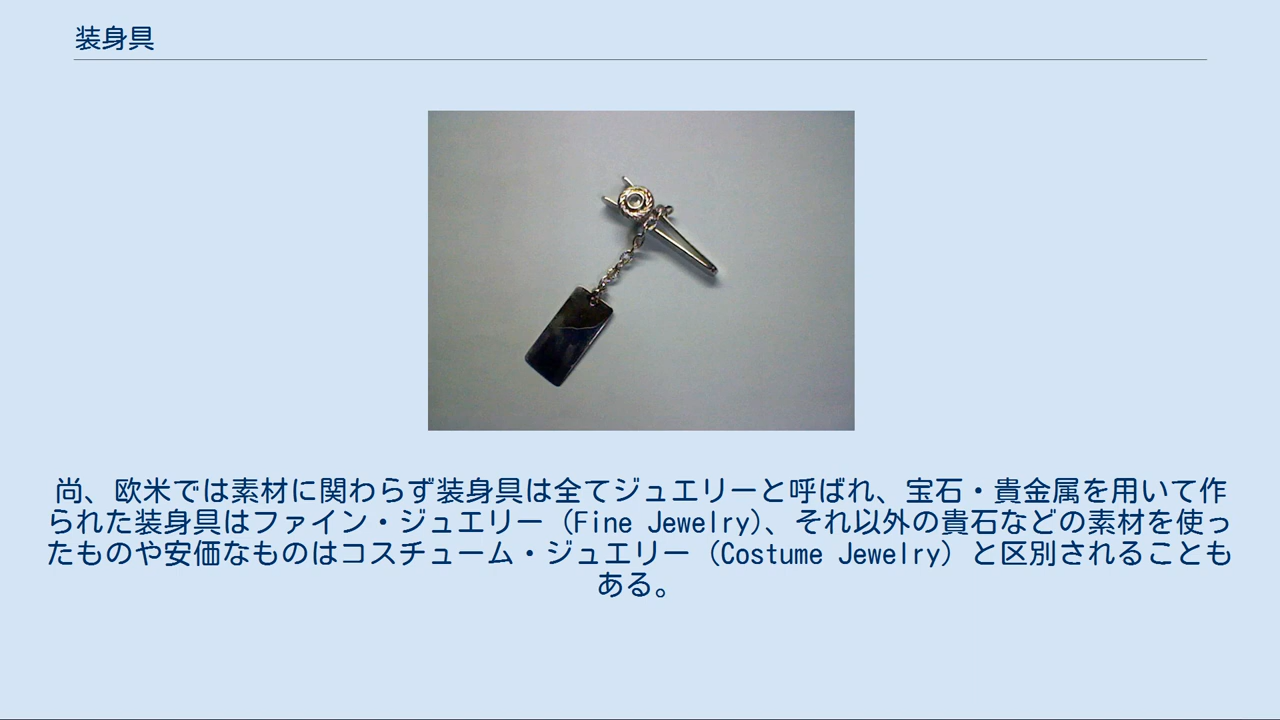 装身具
尚、欧米では素材に関わらず装身具は全てジュエリーと呼ばれ、宝石・貴金属を用いて作
られた装身具はファイン・ジュエリー（Fine Jewelry)、それ以外の貴石などの素材を使っ
たものや安価なものはコスチューム・ジュエリー（Costume Jewelry）と区別されることも
ある。